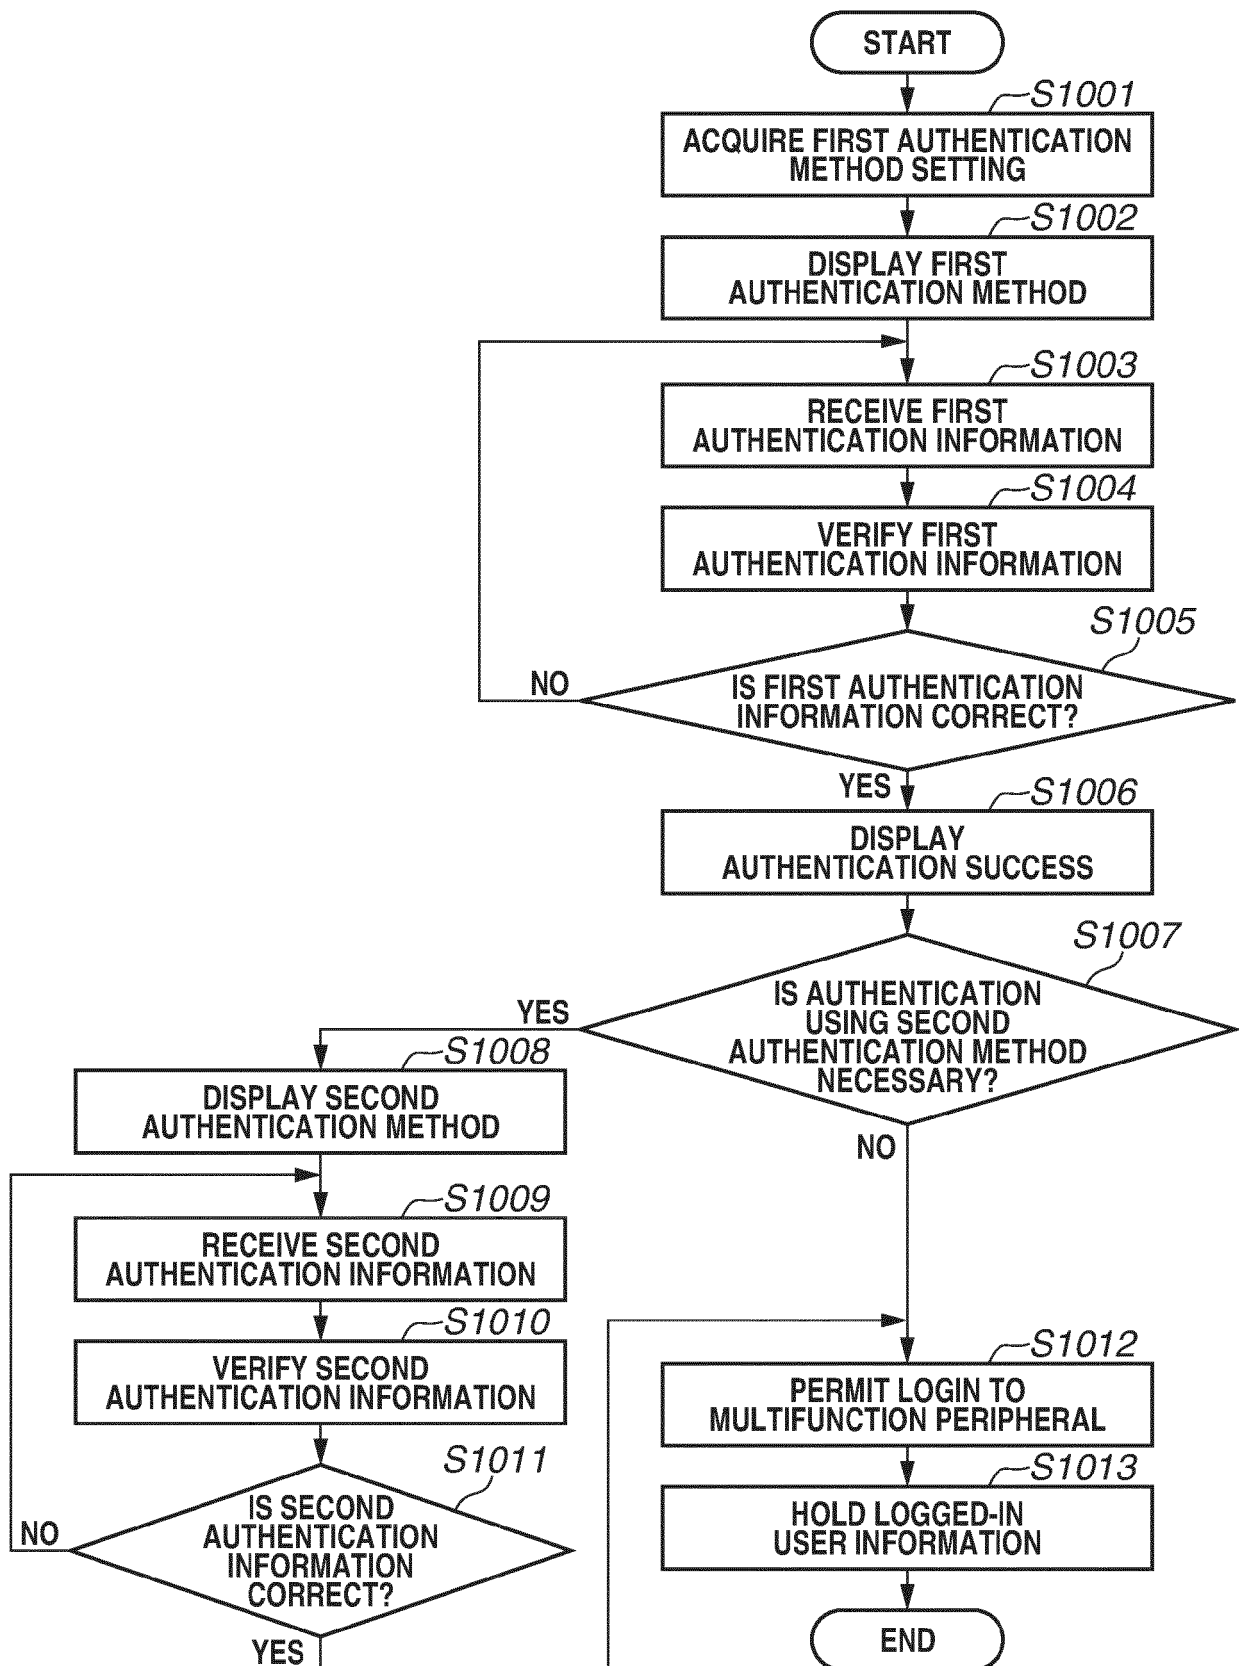 START
S1001
ACQUIRE FIRST AUTHENTICATION
METHOD SETTING
S1002
DISPLAY FIRST
AUTHENTICATION METHOD
S1003
RECEIVE FIRST
AUTHENTICATION INFORMATION
S1004
VERIFY FIRST
AUTHENTICATION INFORMATION
S1005
NO
IS FIRST AUTHENTICATION
INFORMATION CORRECT?
YES
S1006
DISPLAY
AUTHENTICATION SUCCESS
S1007
IS AUTHENTICATION
USING SECOND
AUTHENTICATION METHOD
NECESSARY?
YES
NO
S1008
DISPLAY SECOND
AUTHENTICATION METHOD
S1009
RECEIVE SECOND
AUTHENTICATION INFORMATION
S1010
VERIFY SECOND
AUTHENTICATION INFORMATION
S1011
NO
IS SECOND
AUTHENTICATION
INFORMATION
CORRECT?
YES
S1012
PERMIT LOGIN TO
MULTIFUNCTION PERIPHERAL
S1013
HOLD LOGGED-IN
USER INFORMATION
END